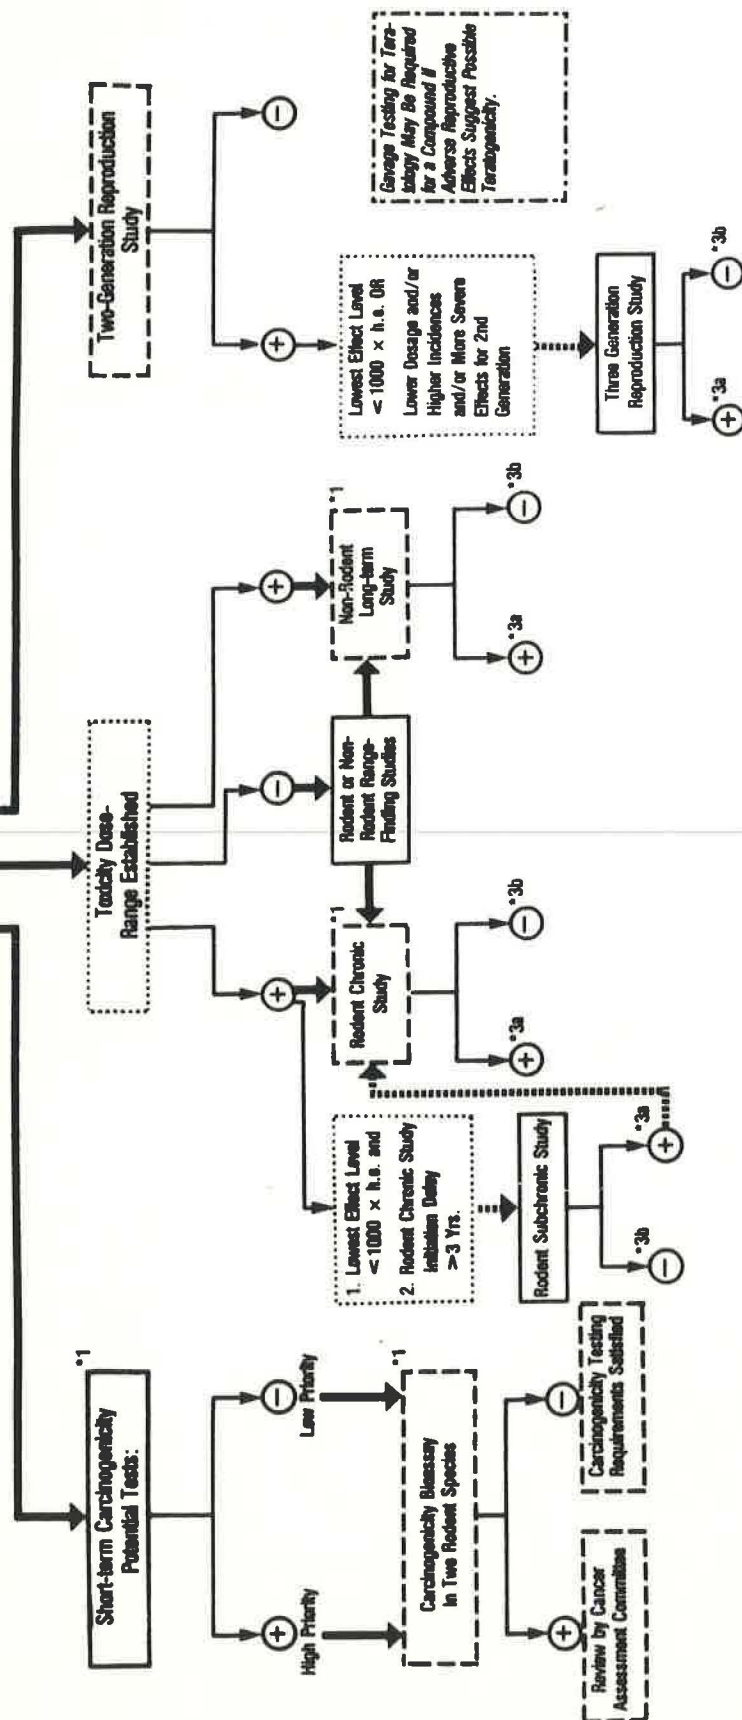 *1
Short-term Carcinogenicity
Potential Tests:
+
−
High Priority
Low Priority
*1
Carcinogenicity Bioassay
In Two Rodent Species
+
−
Review by Cancer
Assessment Committee
Carcinogenicity Testing
Requirements Satisfied
Toxicity Dose-
Range Established
+
−
+
1. Lowest Effect Level
< 1000 × h.e. and
2. Rodent Chronic Study
Initiation Delay
>3 Yrs.
Rodent Subchronic Study
−
*3b
+
*3a
*1
Rodent Chronic
Study
+
*3a
−
*3b
Rodent or Non-
Rodent Range-
Finding Studies
*1
Non-Rodent
Long-term
Study
+
*3a
−
*3b
Two-Generation Reproduction
Study
+
−
Lowest Effect Level
< 1000 × h.e. OR
Lower Dosage and/or
Higher Incidences
and/or More Severe
Effects for 2nd
Generation
Three Generation
Reproduction Study
+
*3a
−
*3b
Gavage Testing for Tera-
tology May Be Required
for a Compound If
Adverse Reproductive
Effects Suggest Possible
Teratogenicity.